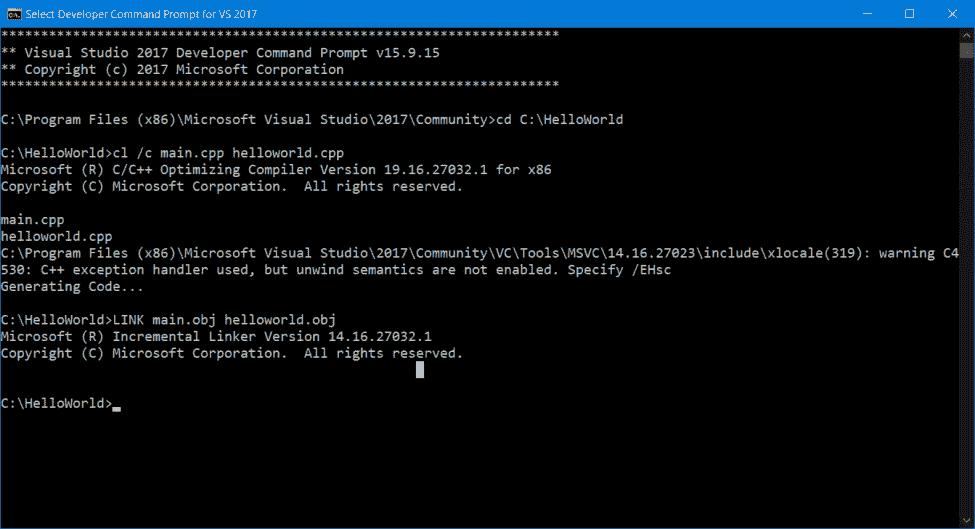 Select Developer Command Prompt for VS 2017
**********************************************************************
** Visual Studio 2017 Developer Command Prompt v15.9.15
** Copyright (c) 2017 Microsoft Corporation
**********************************************************************
C:\Program Files (x86)\Microsoft Visual Studio\2017\Community>cd C:\HelloWorld
C:\HelloWorld>cl /c main.cpp helloworld.cpp
Microsoft (R) C/C++ Optimizing Compiler Version 19.16.27032.1 for x86
Copyright (C) Microsoft Corporation.  All rights reserved.
main.cpp
helloworld.cpp
C:\Program Files (x86)\Microsoft Visual Studio\2017\Community\VC\Tools\MSVC\14.16.27023\include\xlocale(319): warning C4
530: C++ exception handler used, but unwind semantics are not enabled. Specify /EHsc
Generating Code...
C:\HelloWorld>LINK main.obj helloworld.obj
Microsoft (R) Incremental Linker Version 14.16.27032.1
Copyright (C) Microsoft Corporation.  All rights reserved.
C:\HelloWorld>